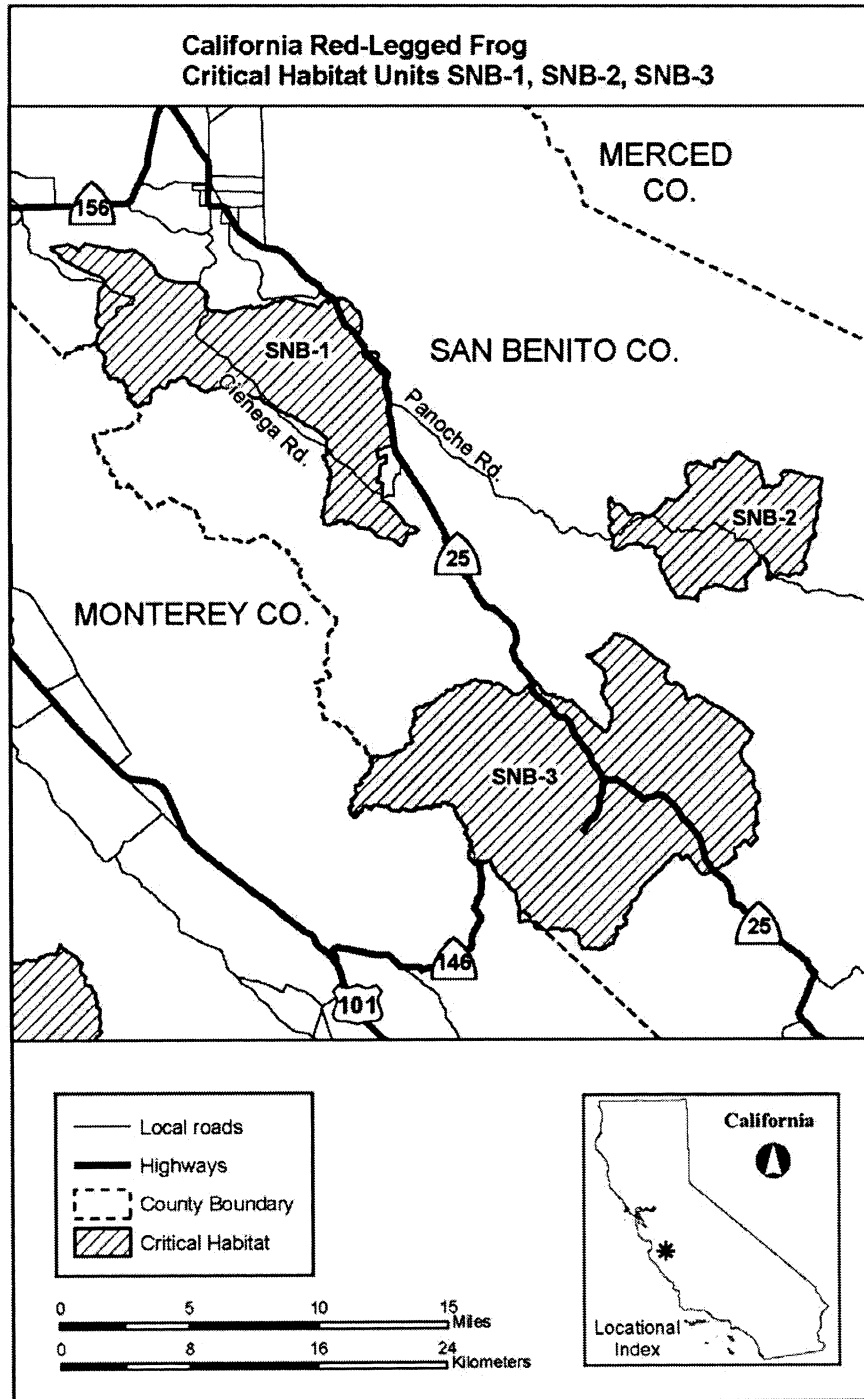 California Red-Legged Frog
Critical Habitat Units SNB-1, SNB-2, SNB-3
MERCED
CO.
156
SNB-1
SAN BENITO CO.
Cienega Rd.
Panoche Rd.
SNB-2
25
MONTEREY CO.
SNB-3
25
146
101
Local roads
Highways
County Boundary
Critical Habitat
California
Locational
Index
0 5 10 15
Miles
0 8 16 24
Kilometers